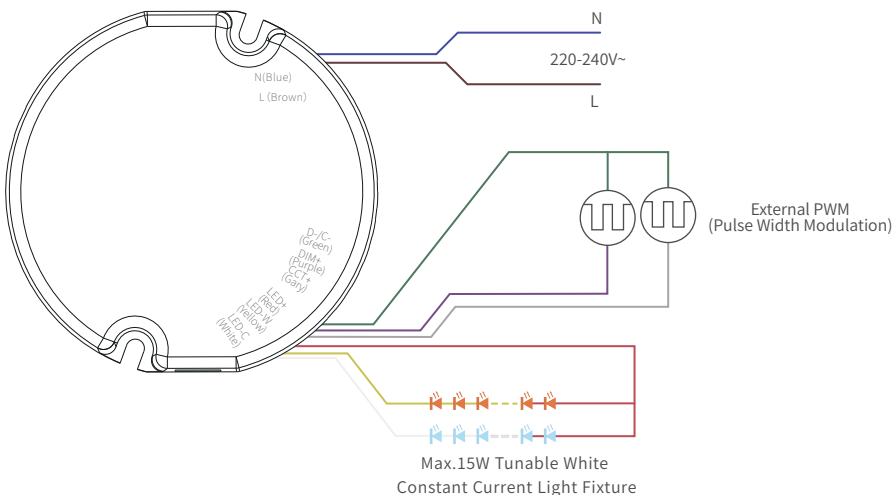 N
220-240V~
L
N(Blue)
L (Brown)
D-/C-
(Green)
DIM+
(Purple)
CCT+
(Gary)
LED+
(Red)
LED-W
(Yellow)
LED-C
(White)
External PWM
(Pulse Width Modulation)
Max.15W Tunable White
Constant Current Light Fixture